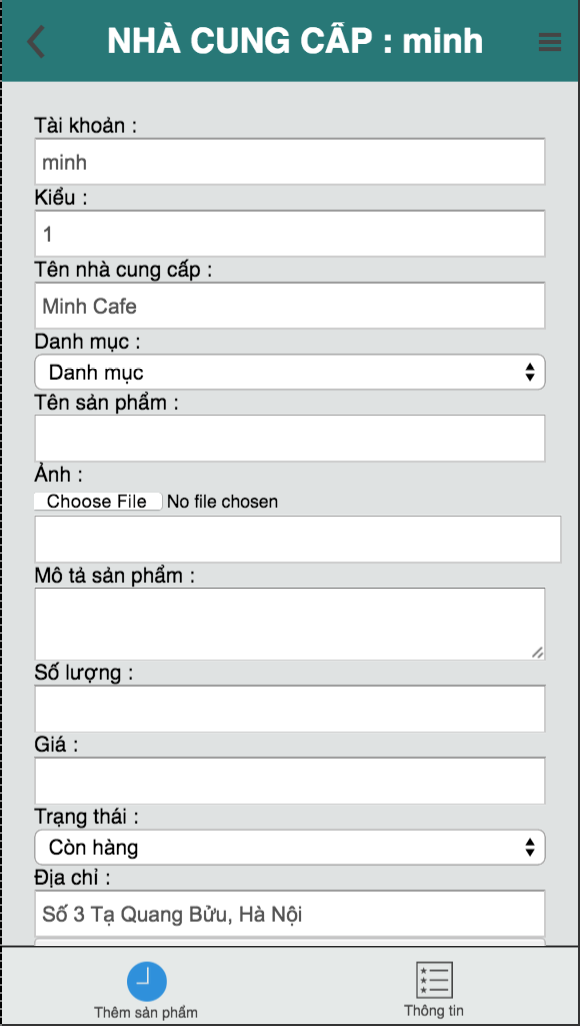 NHÀ CUNG CẤP : minh
Tài khoản :
minh
Kiểu :
1
Tên nhà cung cấp :
Minh Cafe
Danh mục :
Danh mục
Tên sản phẩm :
Ảnh :
Choose File No file chosen
Mô tả sản phẩm :
Số lượng :
Giá :
Trạng thái :
Còn hàng
Địa chỉ :
Số 3 Tạ Quang Bửu, Hà Nội
Thêm sản phẩm Thông tin